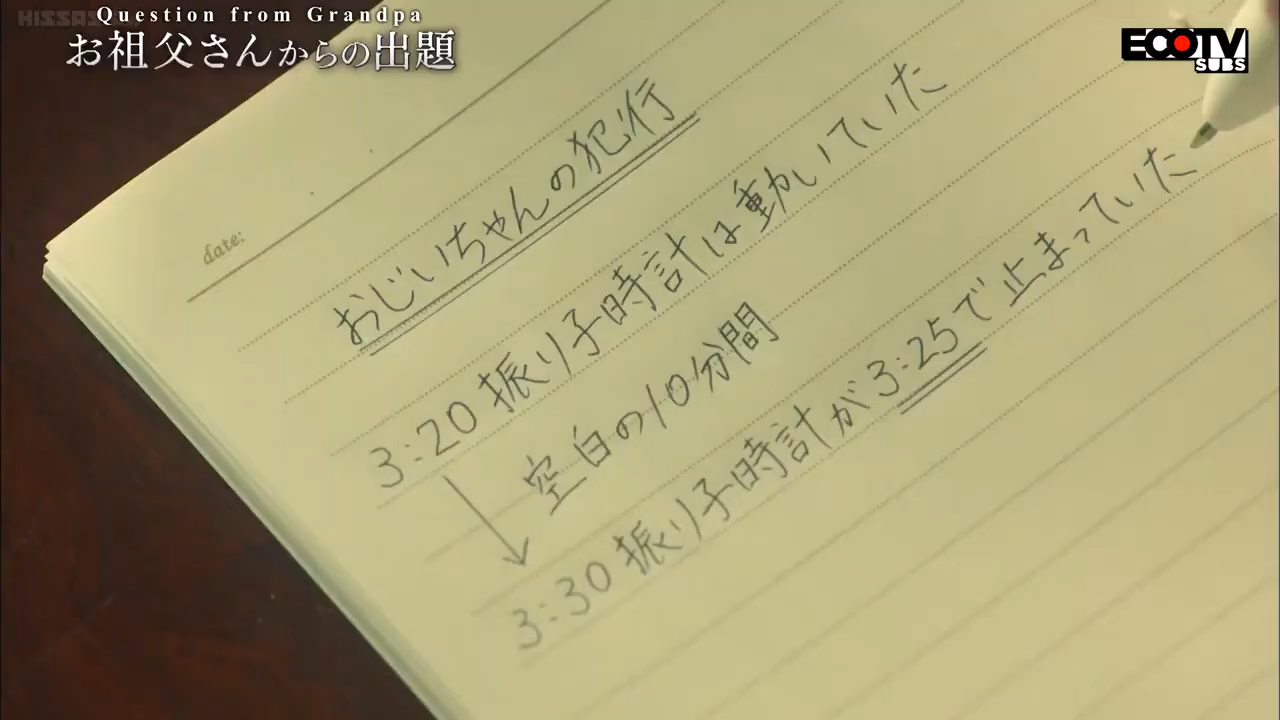 HISSAS
Question from Grandpa
お祖父さんからの出題
ECOTV
SUBS
date:
おじいちゃんの犯行
3:20 振り子時計は動いていた
空白の10分間
3:30 振り子時計が3:25で止まっていた